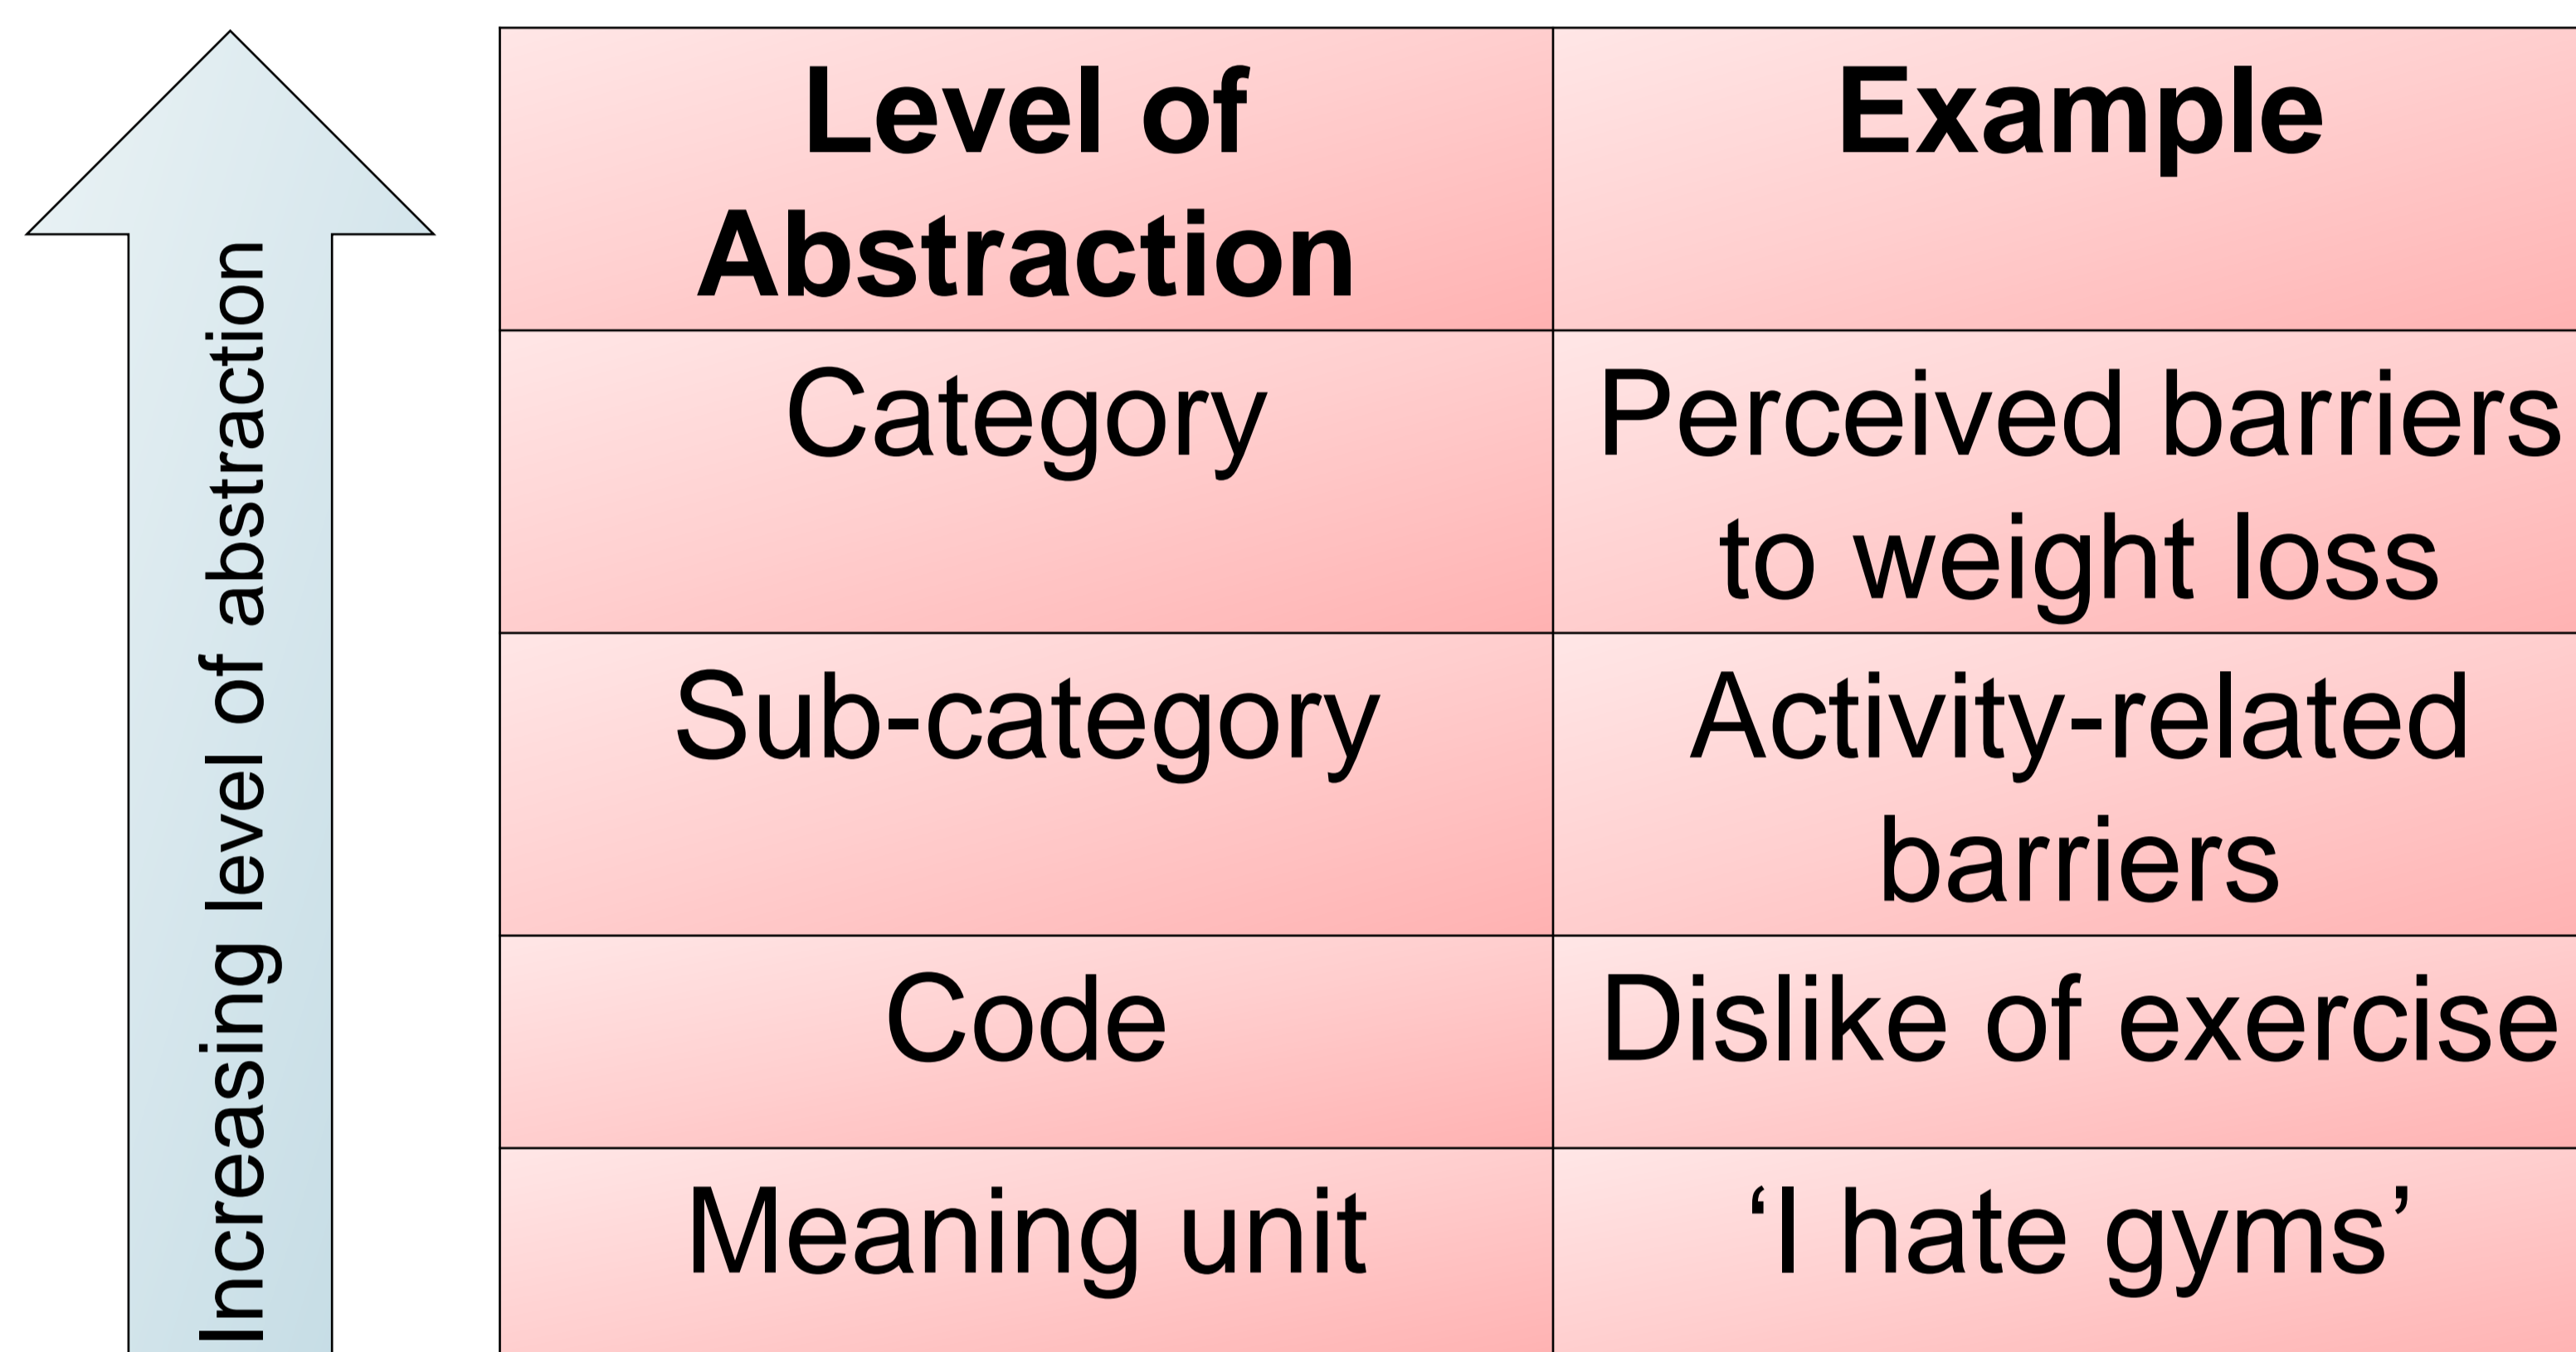 Increasing level of abstraction
Level of
Abstraction
Example
Category
Perceived barriers
to weight loss
Sub-category
Activity-related
barriers
Code
Dislike of exercise
Meaning unit
‘I hate gyms’